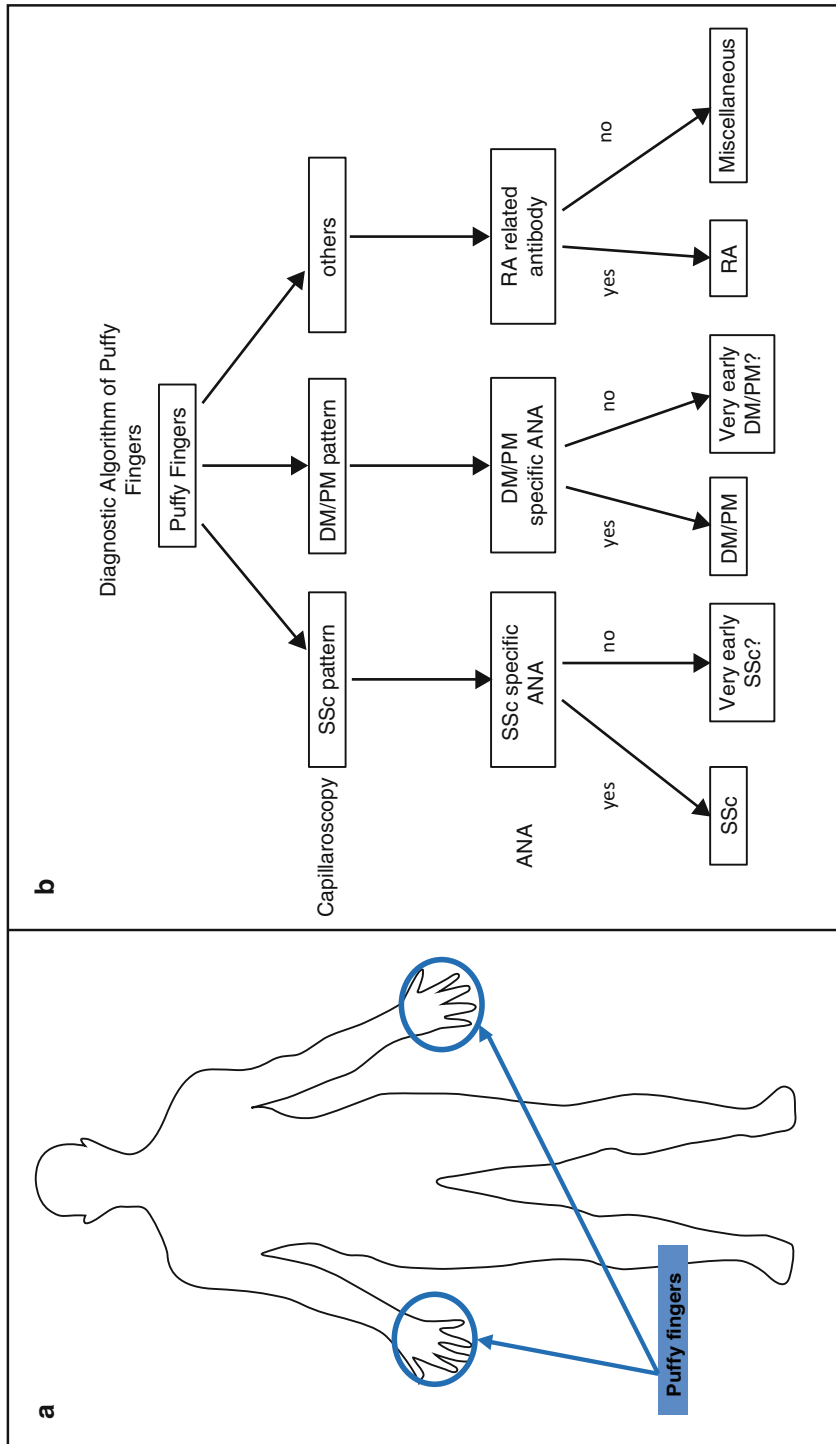 a
Puffy fingers
b
Diagnostic Algorithm of Puffy
Fingers
Puffy Fingers
Capillaroscopy
SSc pattern
DM/PM pattern
others
ANA
SSc specific
ANA
DM/PM
specific ANA
RA related
antibody
yes
no
yes
no
yes
no
SSc
Very early
SSc?
DM/PM
Very early
DM/PM?
RA
Miscellaneous